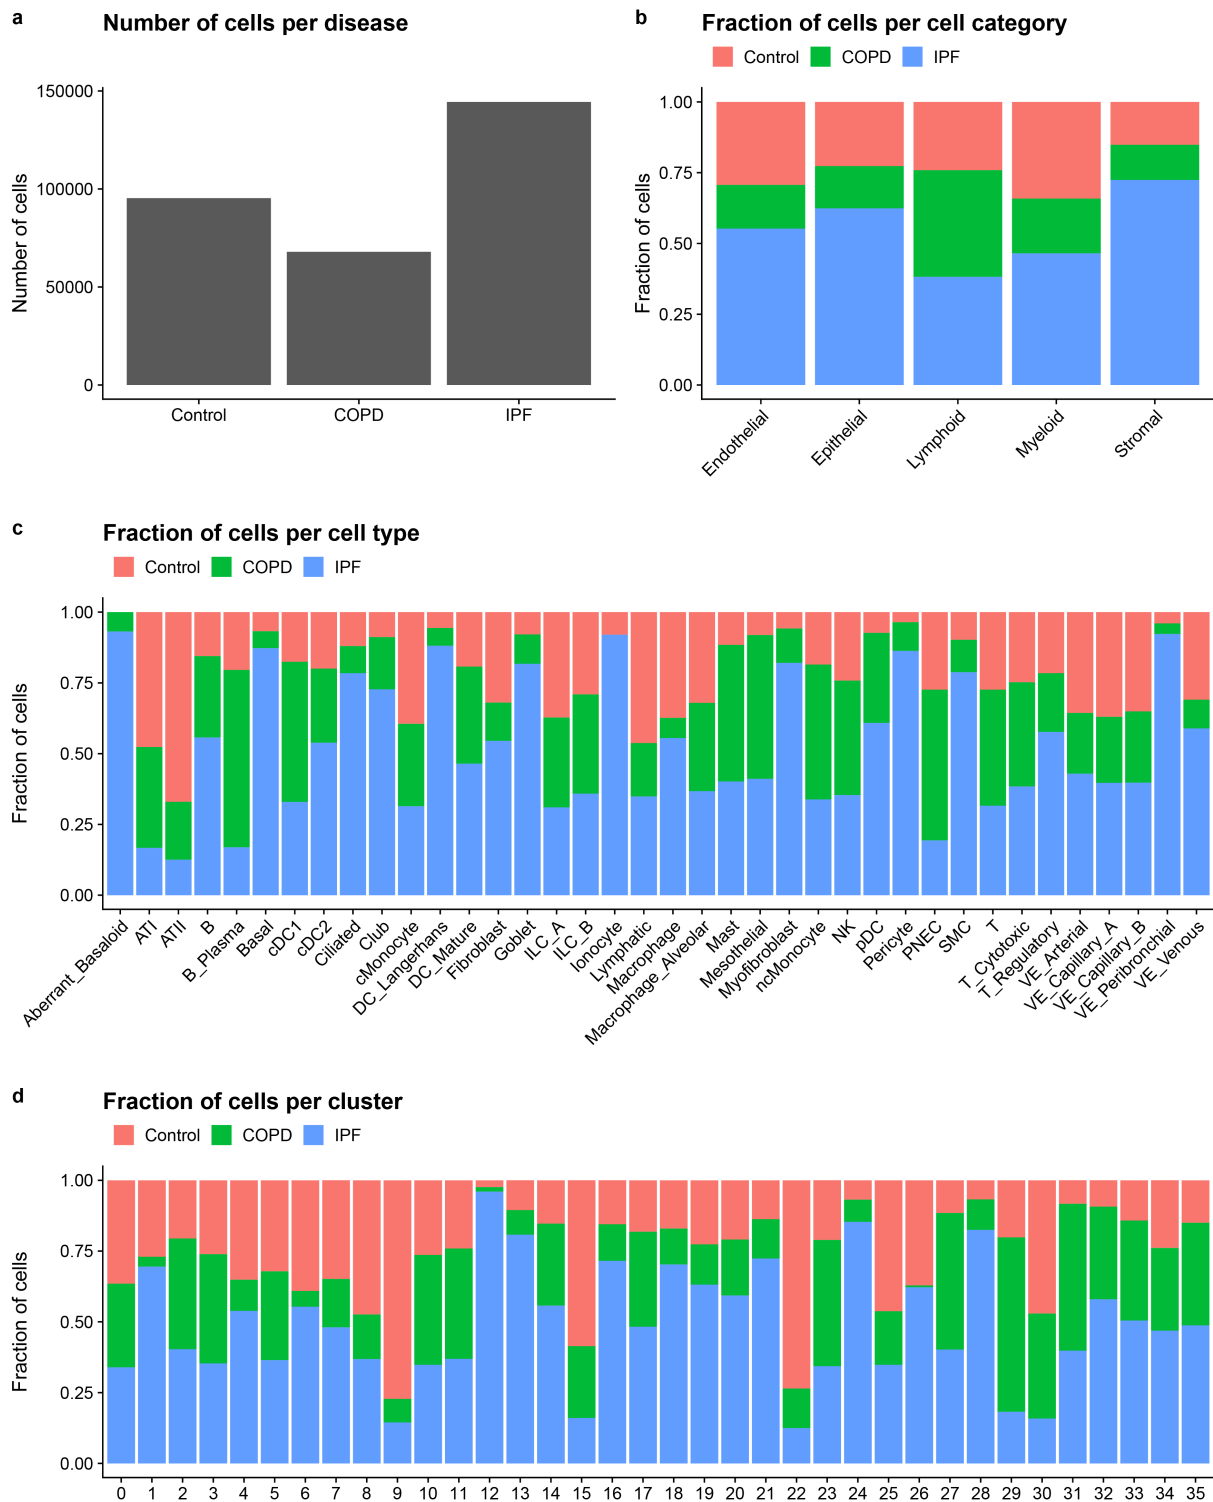 a
Number of cells per disease
Number of cells
150000
100000
50000
0
Control COPD IPF
b
Fraction of cells per cell category
Control COPD IPF
Fraction of cells
1.00
0.75
0.50
0.25
0.00
Endothelial Epithelial Lymphoid Myeloid Stromal
c
Fraction of cells per cell type
Control COPD IPF
Fraction of cells
1.00
0.75
0.50
0.25
0.00
Aberrant_Basaloid ATI ATII B B_Plasma Basal cDC1 cDC2 Ciliated Club cMonocyte DC_Langerhans DC_Mature Fibroblast Goblet ILC_A ILC_B Ionocyte Lymphatic Macrophage Macrophage_Alveolar Mast Mesothelial Myofibroblast ncMonocyte NK pDC Pericyte PNEC SMC T T_Cytotoxic T_Regulatory VE_Arterial VE_Capillary_A VE_Capillary_B VE_Peribronchial VE_Venous
d
Fraction of cells per cluster
Control COPD IPF
Fraction of cells
1.00
0.75
0.50
0.25
0.00
0 1 2 3 4 5 6 7 8 9 10 11 12 13 14 15 16 17 18 19 20 21 22 23 24 25 26 27 28 29 30 31 32 33 34 35